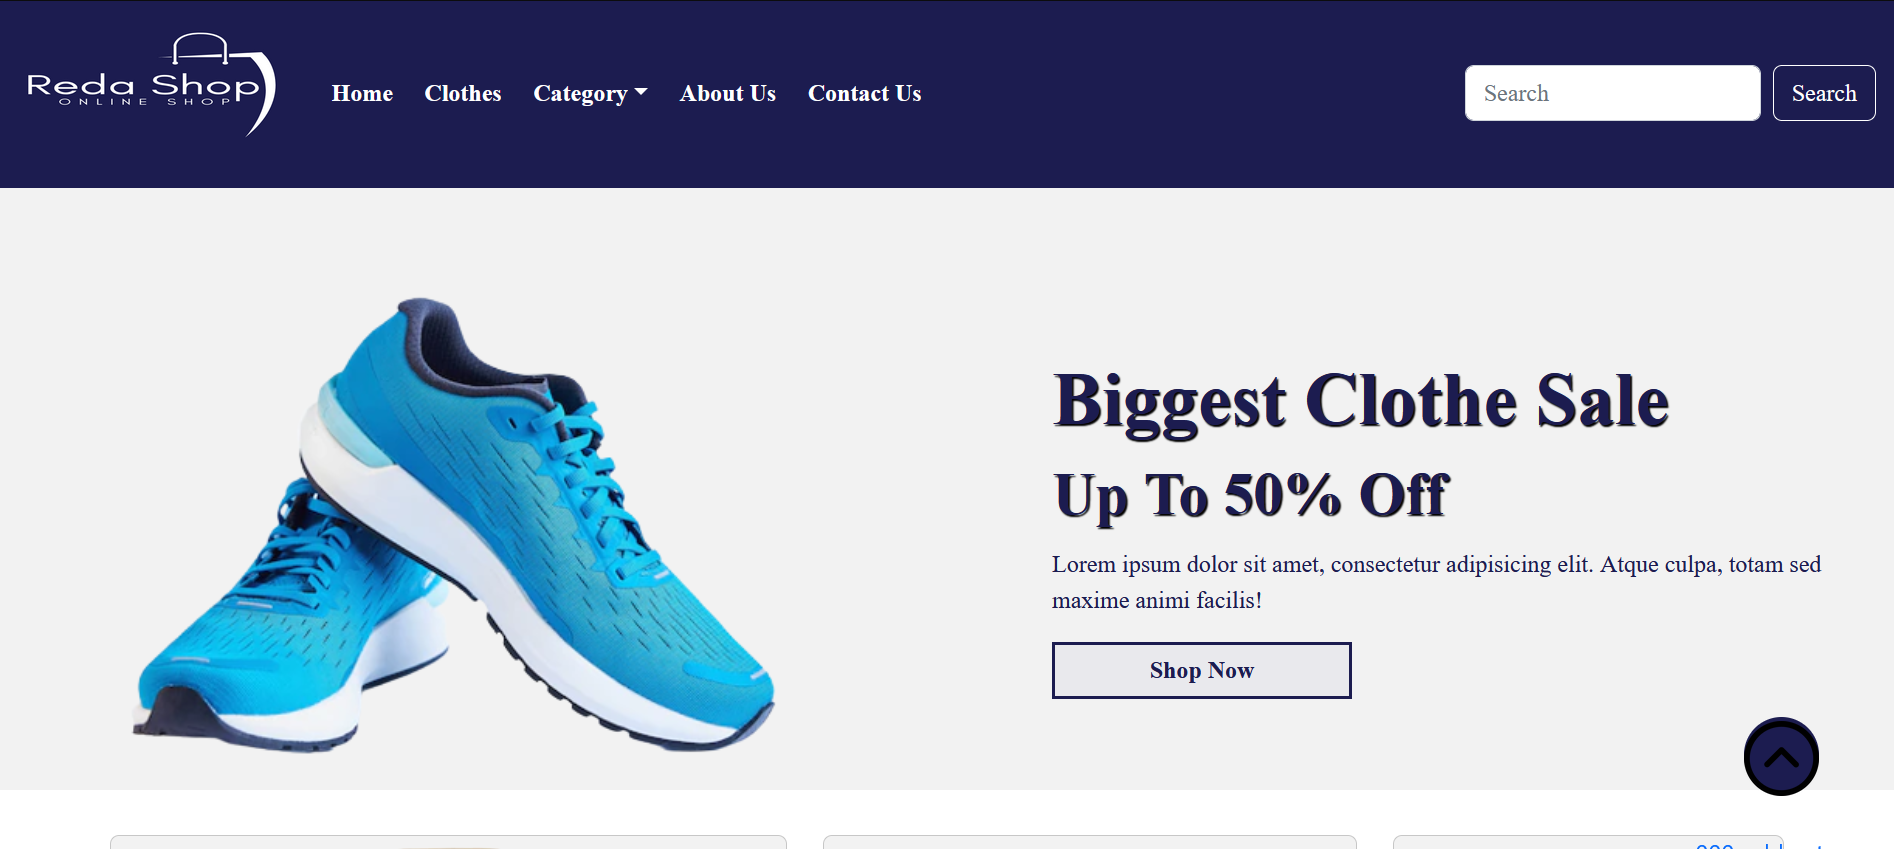 Reda Shop
ONLINE SHOP
Home
Clothes
Category
About Us
Contact Us
Search
Search
Biggest Clothe Sale
Up To 50% Off
Lorem ipsum dolor sit amet, consectetur adipisicing elit. Atque culpa, totam sed
maxime animi facilis!
Shop Now